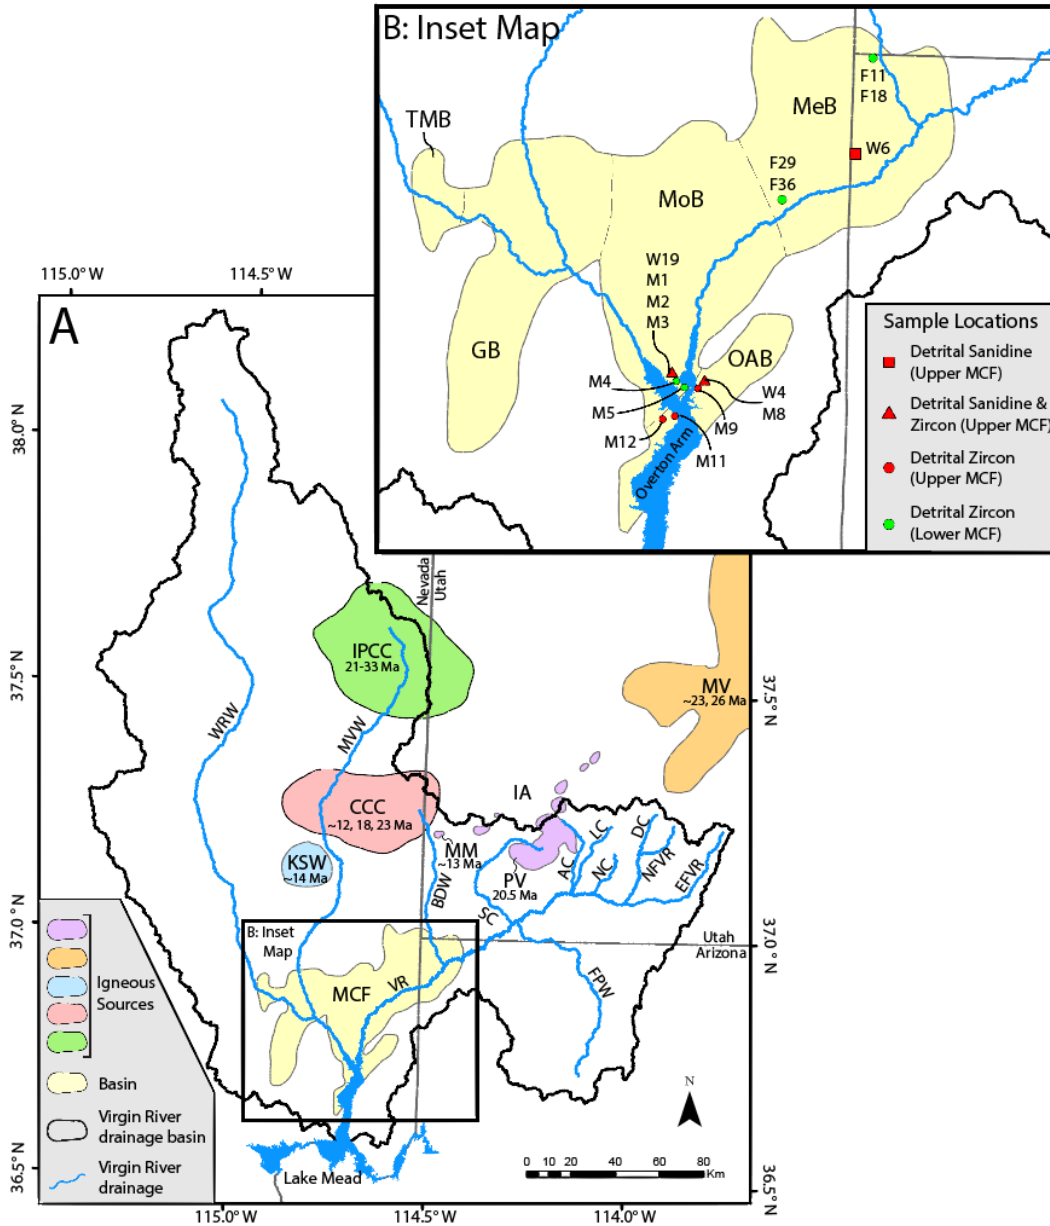 B: Inset Map
TMB
MeB
F11
F18
W6
F29
F36
MoB
W19
M1
M2
M3
GB
OAB
M4
M5
M12
W4
M8
M9
M11
Overton Arm
Sample Locations
Detrital Sanidine
(Upper MCF)
Detrital Sanidine &
Zircon (Upper MCF)
Detrital Zircon
(Upper MCF)
Detrital Zircon
(Lower MCF)
115.0°W
114.5°W
A
38.0°N
37.5°N
37.0°N
36.5°N
Nevada
Utah
IPCC
21-33 Ma
MV
~23, 26 Ma
37.5°N
WRW
MVW
CCC
~12, 18, 23 Ma
IA
KSW
~14 Ma
MM
~13 Ma
BDW
PV
20.5 Ma
SC
AC
LC
NC
DC
NFVR
EFVR
B: Inset
Map
Utah
Arizona
37.0°N
MCF
VR
FPW
Igneous
Sources
Basin
Virgin River
drainage basin
Virgin River
drainage
N
Lake Mead
0 10 20 40 60 80
Km
36.5°N
115.0°W
114.5°W
114.0°W